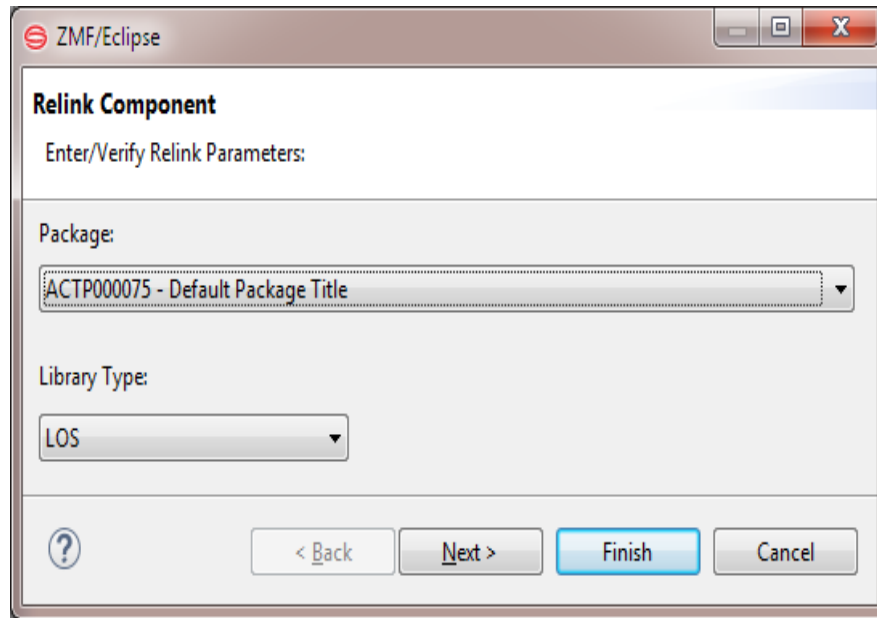 ZMF/Eclipse
Relink Component
Enter/Verify Relink Parameters:
Package:
ACTP000075 - Default Package Title
Library Type:
LOS
? < Back Next > Finish Cancel